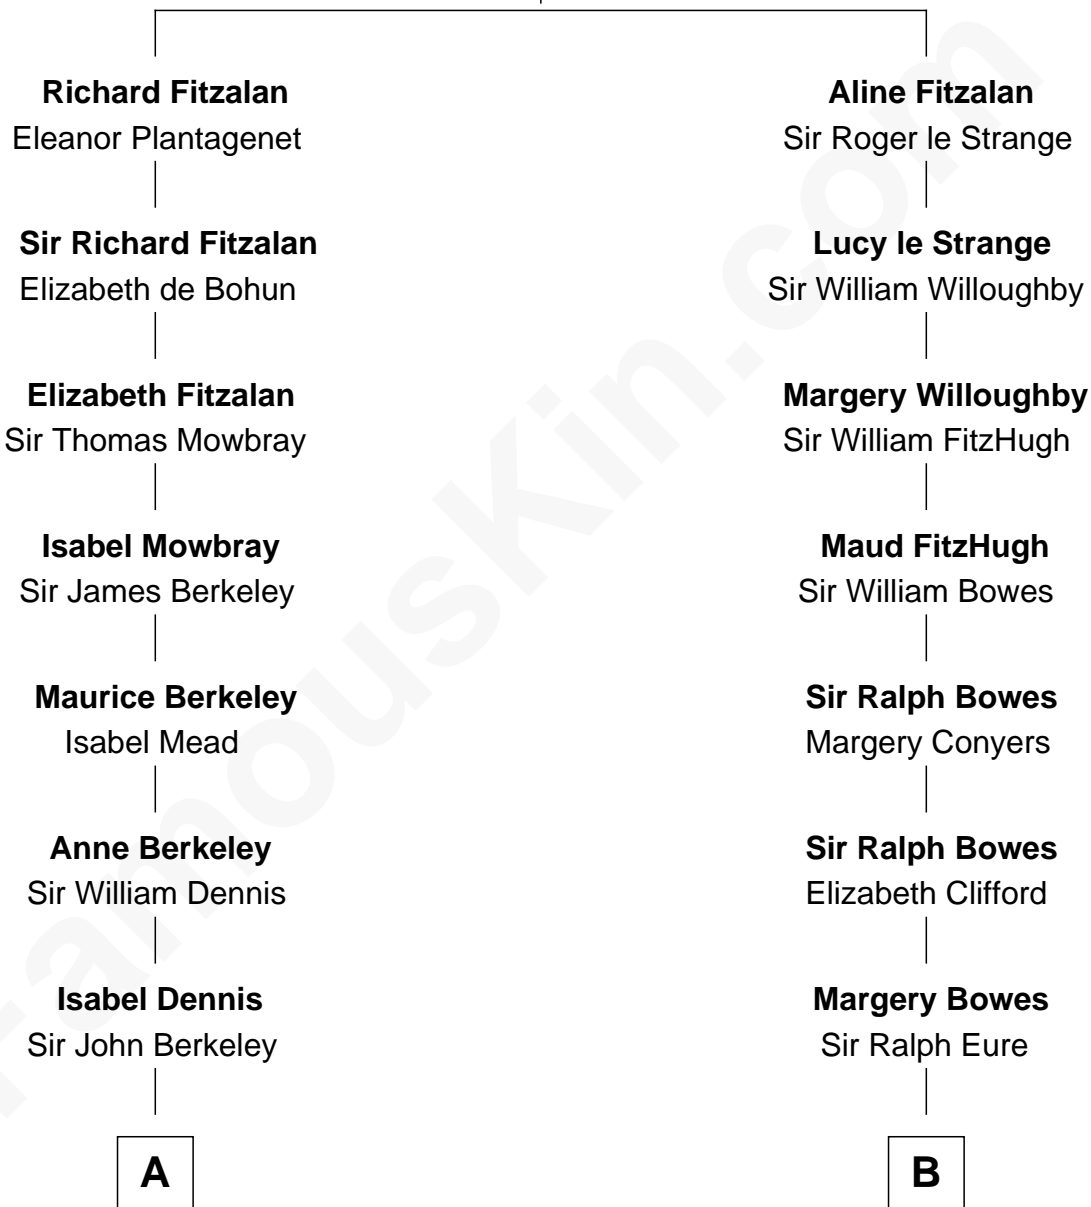 Richard Fitzalan
Eleanor Plantagenet
Aline Fitzalan
Sir Roger le Strange
Sir Richard Fitzalan
Elizabeth de Bohun
Lucy le Strange
Sir William Willoughby
Elizabeth Fitzalan
Sir Thomas Mowbray
Margery Willoughby
Sir William FitzHugh
Isabel Mowbray
Sir James Berkeley
Maud FitzHugh
Sir William Bowes
Maurice Berkeley
Isabel Mead
Sir Ralph Bowes
Margery Conyers
Anne Berkeley
Sir William Dennis
Sir Ralph Bowes
Elizabeth Clifford
Isabel Dennis
Sir John Berkeley
Margery Bowes
Sir Ralph Eure
A
B
FamousKin.com